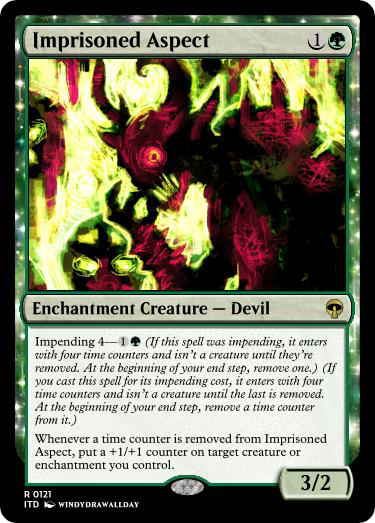 Imprisoned Aspect 1
Enchantment Creature — Devil
Impending 4—1 (If this spell was impending, it enters
with four time counters and isn't a creature until they're
removed. At the beginning of your end step, remove one.) (If
you cast this spell for its impending cost, it enters with four
time counters and isn't a creature until the last is removed.
At the beginning of your end step, remove a time counter
from it.)
Whenever a time counter is removed from Imprisoned
Aspect, put a +1/+1 counter on target creature or
enchantment you control.
3/2
R 0121
ITD WINDYDRAWALLDAY